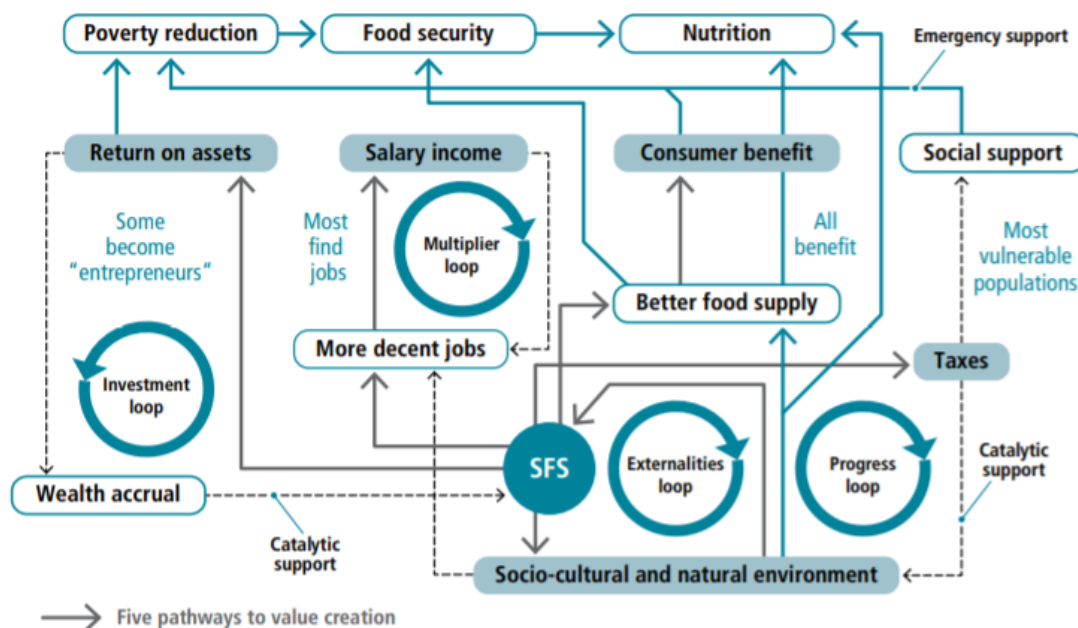 Poverty reduction
Food security
Nutrition
Emergency support
Return on assets
Salary income
Consumer benefit
Social support
Some
become
“entrepreneurs“
Most
find
jobs
Multiplier
loop
All
benefit
Most
vulnerable
populations
Better food supply
More decent jobs
Taxes
Investment
loop
SFS
Externalities
loop
Progress
loop
Catalytic
support
Wealth accrual
Catalytic
support
Socio-cultural and natural environment
Five pathways to value creation